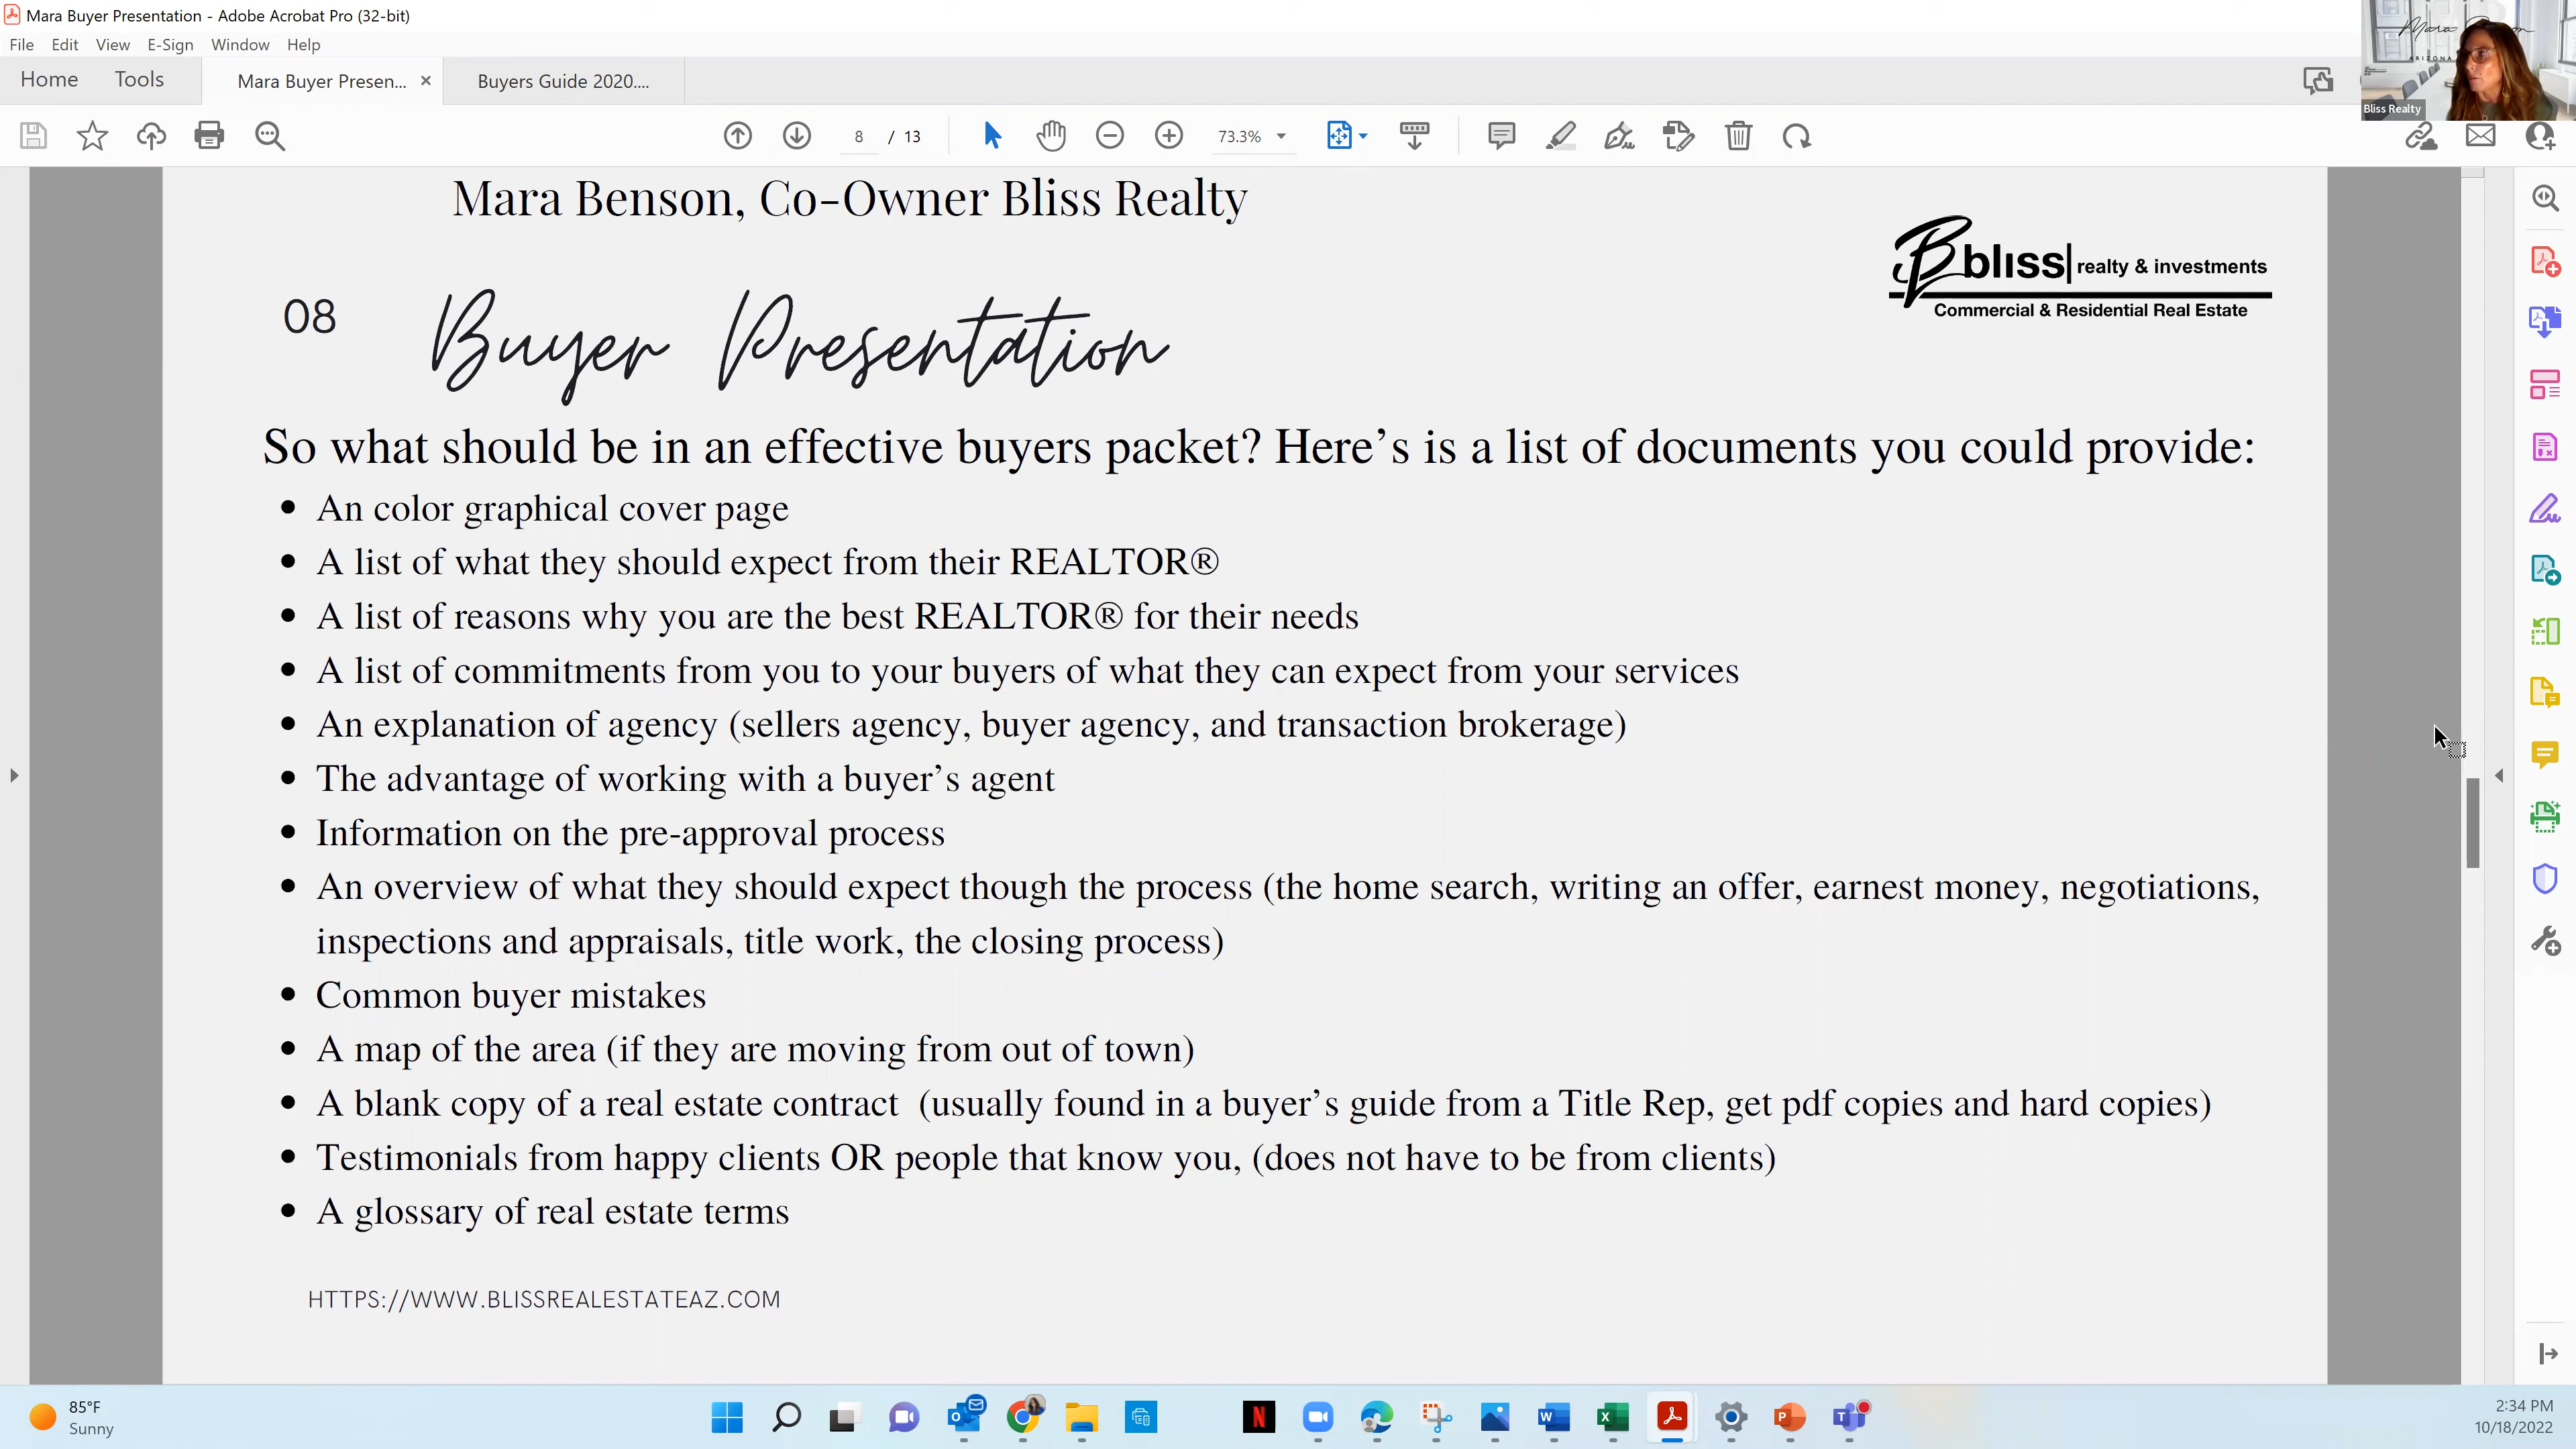 Mara Buyer Presentation - Adobe Acrobat Pro (32-bit)
File Edit View E-Sign Window Help
Home Tools Mara Buyer Presen... Buyers Guide 2020....
ARIZONA
Bliss Realty
8 / 13 73.3%
Mara Benson, Co-Owner Bliss Realty
bliss| realty & investments
Commercial & Residential Real Estate
08 Buyer Presentation
So what should be in an effective buyers packet? Here’s is a list of documents you could provide:
• An color graphical cover page
• A list of what they should expect from their REALTOR®
• A list of reasons why you are the best REALTOR® for their needs
• A list of commitments from you to your buyers of what they can expect from your services
• An explanation of agency (sellers agency, buyer agency, and transaction brokerage)
• The advantage of working with a buyer’s agent
• Information on the pre-approval process
• An overview of what they should expect though the process (the home search, writing an offer, earnest money, negotiations,
inspections and appraisals, title work, the closing process)
• Common buyer mistakes
• A map of the area (if they are moving from out of town)
• A blank copy of a real estate contract (usually found in a buyer’s guide from a Title Rep, get pdf copies and hard copies)
• Testimonials from happy clients OR people that know you, (does not have to be from clients)
• A glossary of real estate terms
HTTPS://WWW.BLISSREALESTATEAZ.COM
85°F
Sunny
2:34 PM
10/18/2022